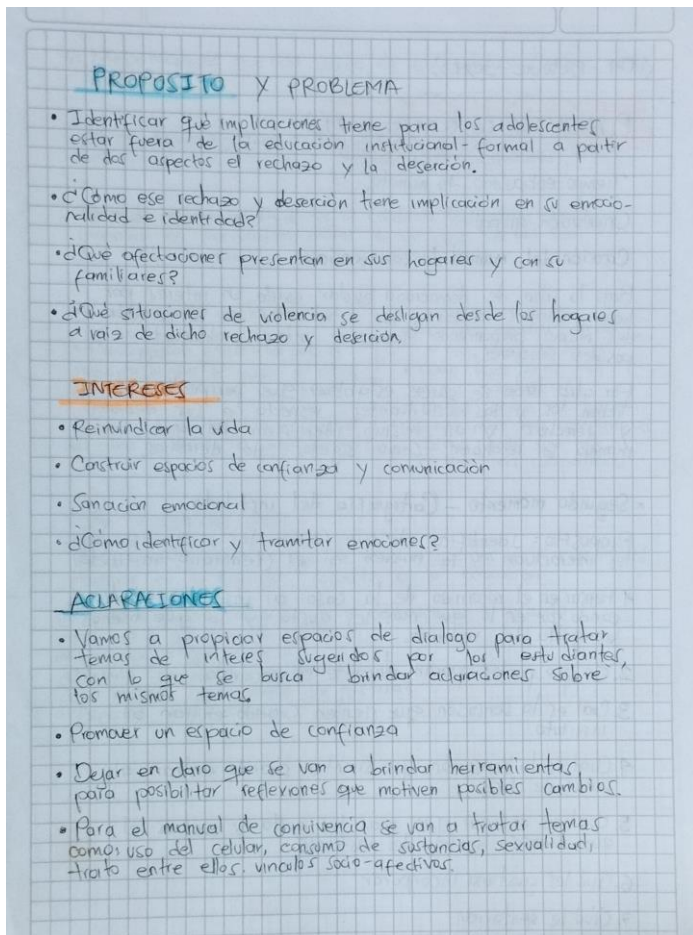 PROPOSITO Y PROBLEMA
• Identificar qué implicaciones tiene para los adolescentes
estar fuera de la educación institucional-formal a partir
de dos aspectos el rechazo y la deserción.
• ¿Cómo ese rechazo y deserción tiene implicación en su emocio-
nalidad e identidad?
• ¿Qué afectaciones presentan en sus hogares y con su
familiares?
• ¿Qué situaciones de violencia se desligan desde los hogares
a raiz de dicho rechazo y deserción.
INTERESES
• Reinvindicar la vida
• Construir espacios de confianza y comunicación
• Sanación emocional
• ¿Cómo identificar y tramitar emociones?
ACLARACIONES
• Vamos a propiciar espacios de dialogo para tratar
temas de interes sugeridos por los estudiantes,
con lo que se busca brindar aclaraciones sobre
los mismos temas.
• Promover un espacio de confianza
• Dejar en claro que se van a brindar herramientas
para posibilitar reflexiones que motiven posibles cambios.
• Para el manual de convivencia se van a tratar temas
como: uso del celular, consumo de sustancias, sexualidad,
trato entre ellos, vinculos socio-afectivos.